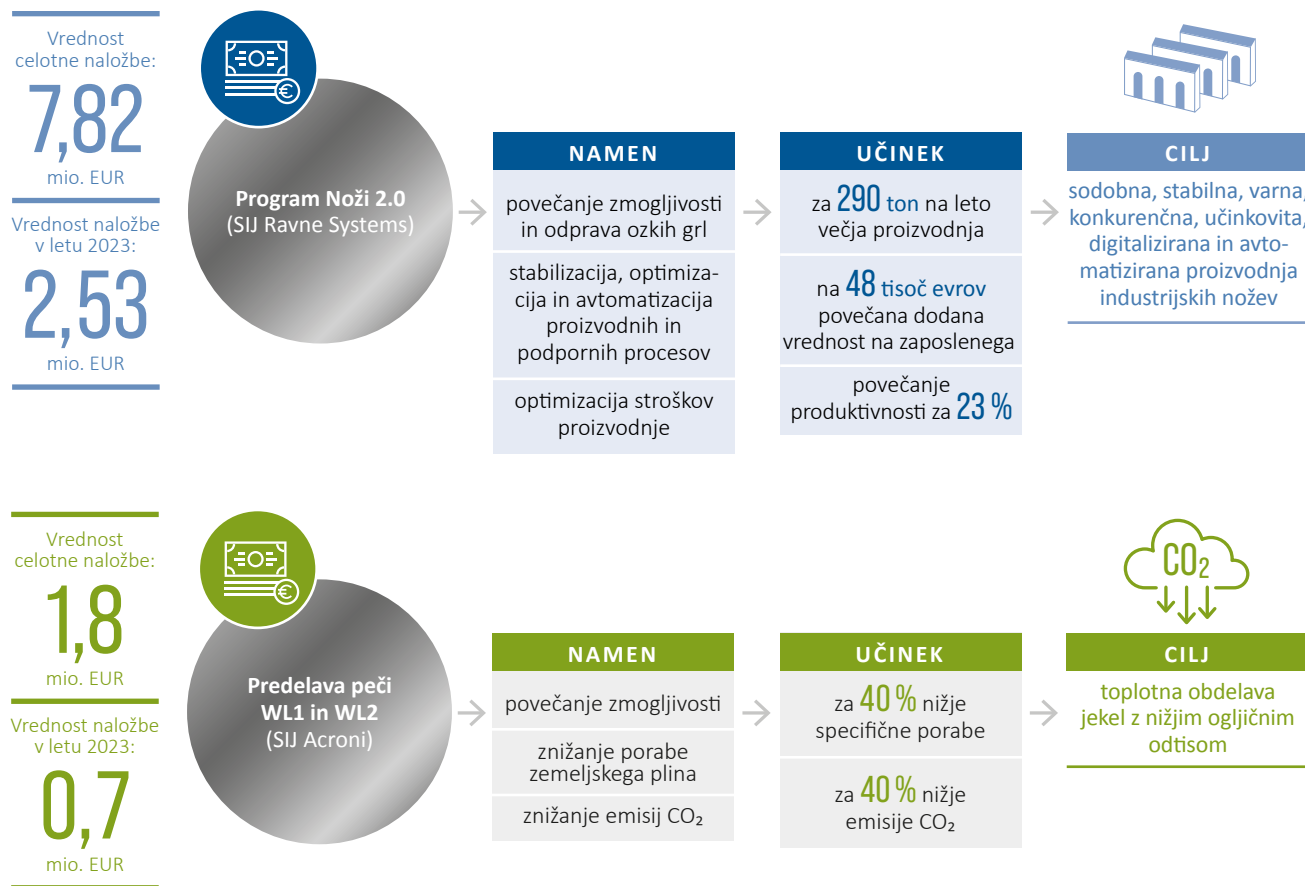 Vrednost
celotne naložbe:
7,82
mio. EUR
Vrednost naložbe
v letu 2023:
2,53
mio. EUR
Program Noži 2.0
(SIJ Ravne Systems)
NAMEN
povečanje zmogljivosti
in odprava ozkih grl
stabilizacija, optimiza-
cija in avtomatizacija
proizvodnih in
podpornih procesov
optimizacija stroškov
proizvodnje
UČINEK
za 290 ton na leto
večja proizvodnja
na 48 tisoč evrov
povečana dodana
vrednost na zaposlenega
povečanje
produktivnosti za 23 %
CILJ
sodobna, stabilna, varna,
konkurenčna, učinkovita,
digitalizirana in avto-
matizirana proizvodnja
industrijskih nožev
Vrednost
celotne naložbe:
1,8
mio. EUR
Vrednost naložbe
v letu 2023:
0,7
mio. EUR
Predelava peči
WL1 in WL2
(SIJ Acroni)
NAMEN
povečanje zmogljivosti
znižanje porabe
zemeljskega plina
znižanje emisij CO₂
UČINEK
za 40 % nižje
specifične porabe
za 40 % nižje
emisije CO₂
CO₂
CILJ
toplotna obdelava
jekel z nižjim ogljičnim
odtisom